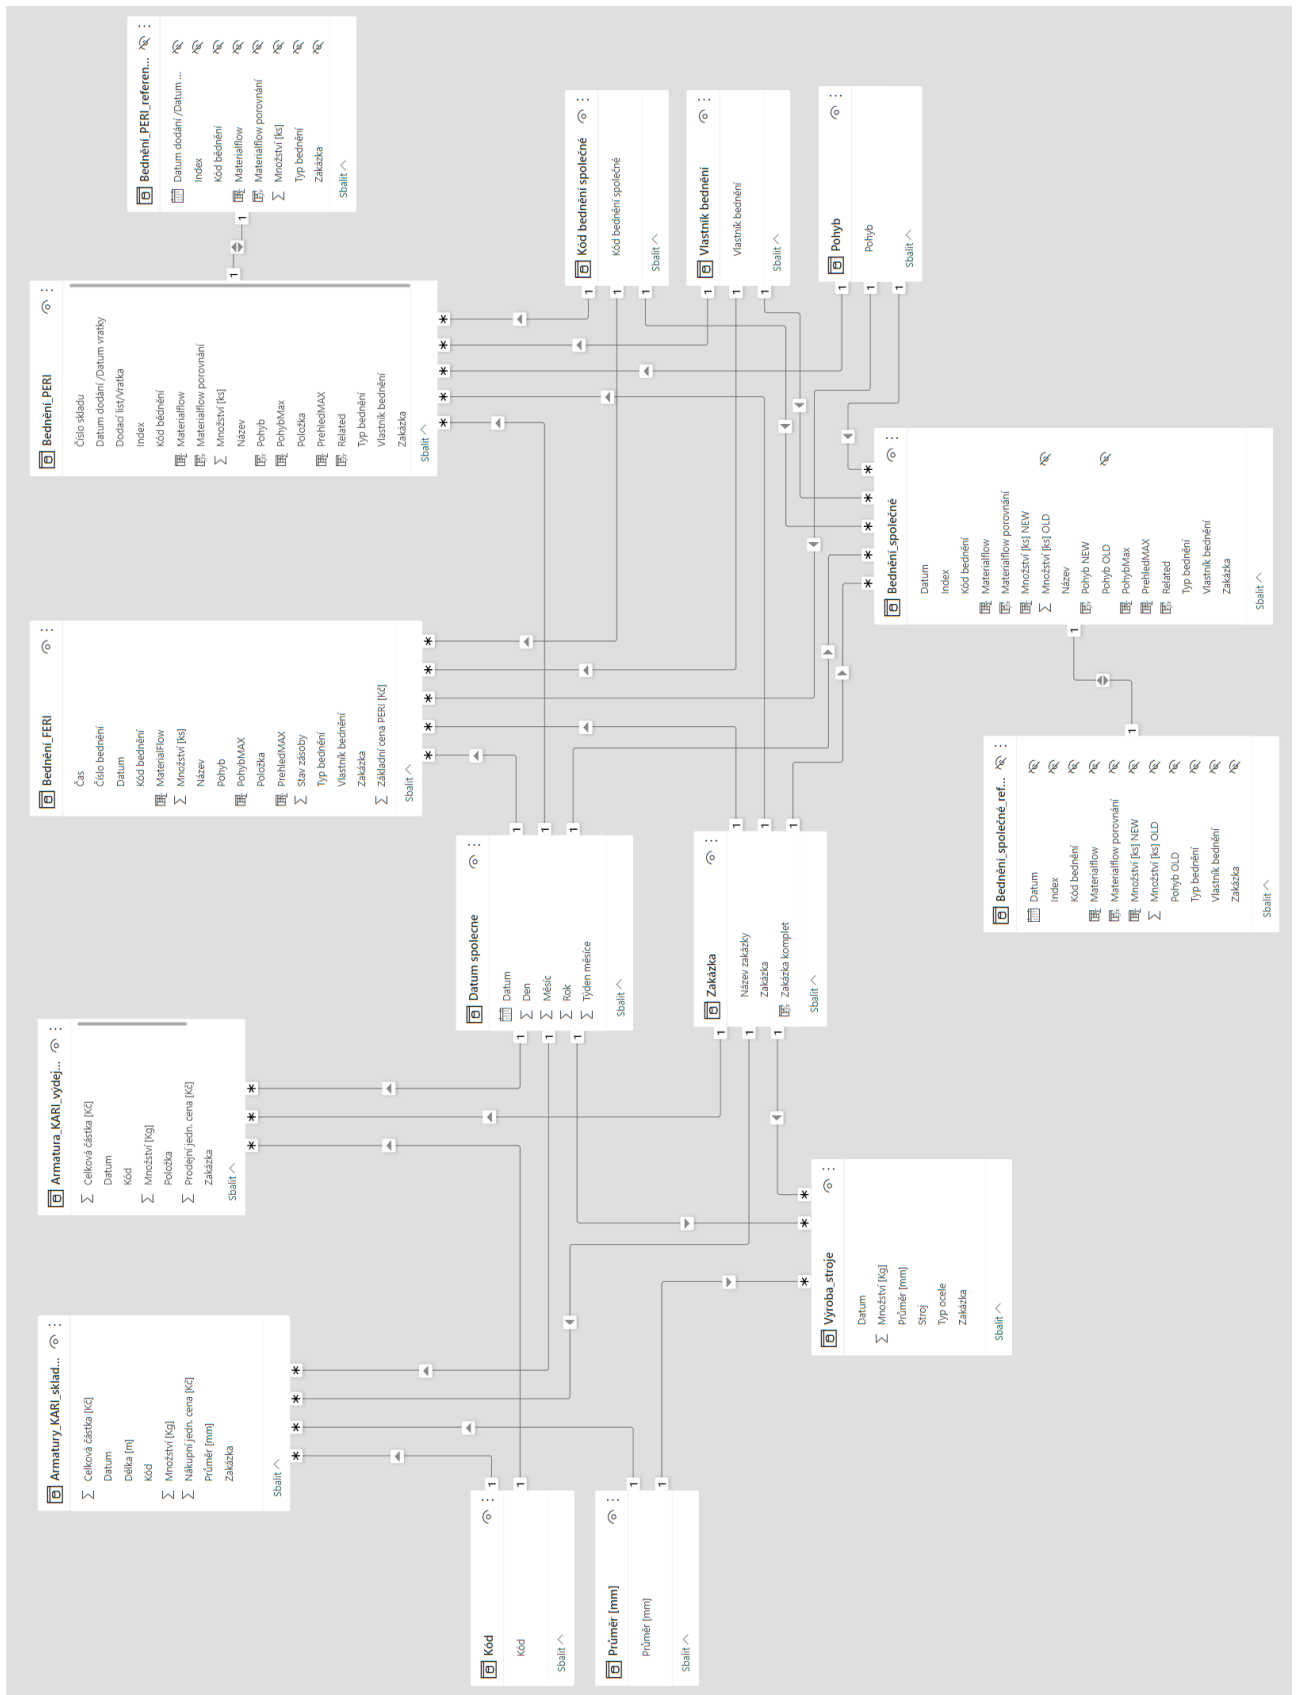 Armatury_KARI_sklad...
Celková částka [Kč]
Datum
Délka [m]
Kód
Množství [Kg]
Nákupní jedn. cena [Kč]
Průměr [mm]
Zakázka
Sbalit
Armatura_KARI_výdej...
Celková částka [Kč]
Datum
Kód
Množství [Kg]
Položka
Prodejní jedn. cena [Kč]
Zakázka
Sbalit
Bednění_FERI
Čas
Číslo bednění
Datum
Kód bednění
MaterialFlow
Množství [ks]
Název
Pohyb
PohybMAX
Položka
PrehledMAX
Stav zásoby
Typ bednění
Vlastník bednění
Zakázka
Základní cena PERI [Kč]
Sbalit
Bednění_PERI
Číslo skladu
Datum dodání /Datum vratky
Dodací list/Vratka
Index
Kód bědnění
Materialflow
Materialflow porovnání
Množství [ks]
Název
Pohyb
PohybMax
Položka
PrehledMAX
Related
Typ bednění
Vlastník bednění
Zakázka
Sbalit
Bednění_PERI_referen...
Datum dodání /Datum ...
Index
Kód bědnění
Materialflow
Materialflow porovnání
Množství [ks]
Typ bednění
Zakázka
Sbalit
Kód
Kód
Sbalit
Průměr [mm]
Průměr [mm]
Sbalit
Datum spolecne
Datum
Den
Měsíc
Rok
Týden měsíce
Sbalit
Zakázka
Název zakázky
Zakázka
Zakázka komplet
Sbalit
Kód bednění společné
Kód bednění společné
Sbalit
Vlastník bednění
Vlastník bednění
Sbalit
Pohyb
Pohyb
Sbalit
Výroba_stroje
Datum
Množství [Kg]
Průměr [mm]
Stroj
Typ ocele
Zakázka
Sbalit
Bednění_společné_ref...
Datum
Index
Kód bednění
Materialflow
Materialflow porovnání
Množství [ks] NEW
Množství [ks] OLD
Pohyb OLD
Typ bednění
Vlastník bednění
Zakázka
Sbalit
Bednění_společné
Datum
Index
Kód bednění
Materialflow
Materialflow porovnání
Množství [ks] NEW
Množství [ks] OLD
Název
Pohyb NEW
Pohyb OLD
PohybMax
PrehledMAX
Related
Typ bednění
Vlastník bednění
Zakázka
Sbalit